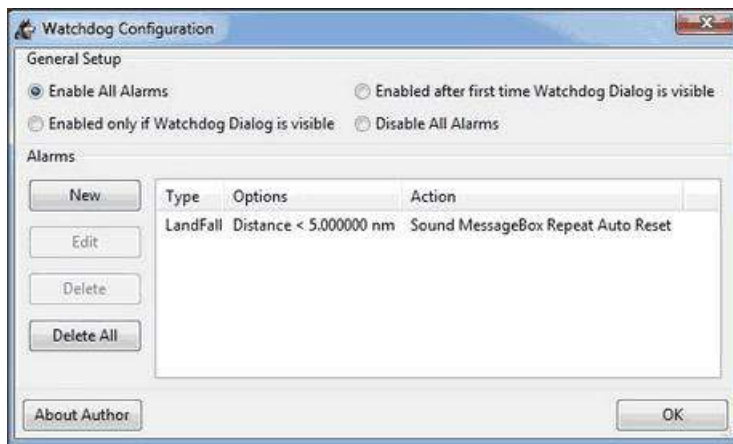 Watchdog Configuration
General Setup
Enable All Alarms
Enabled after first time Watchdog Dialog is visible
Enabled only if Watchdog Dialog is visible
Disable All Alarms
Alarms
New
Edit
Delete
Delete All
Type Options Action
LandFall Distance < 5.000000 nm Sound MessageBox Repeat Auto Reset
About Author
OK